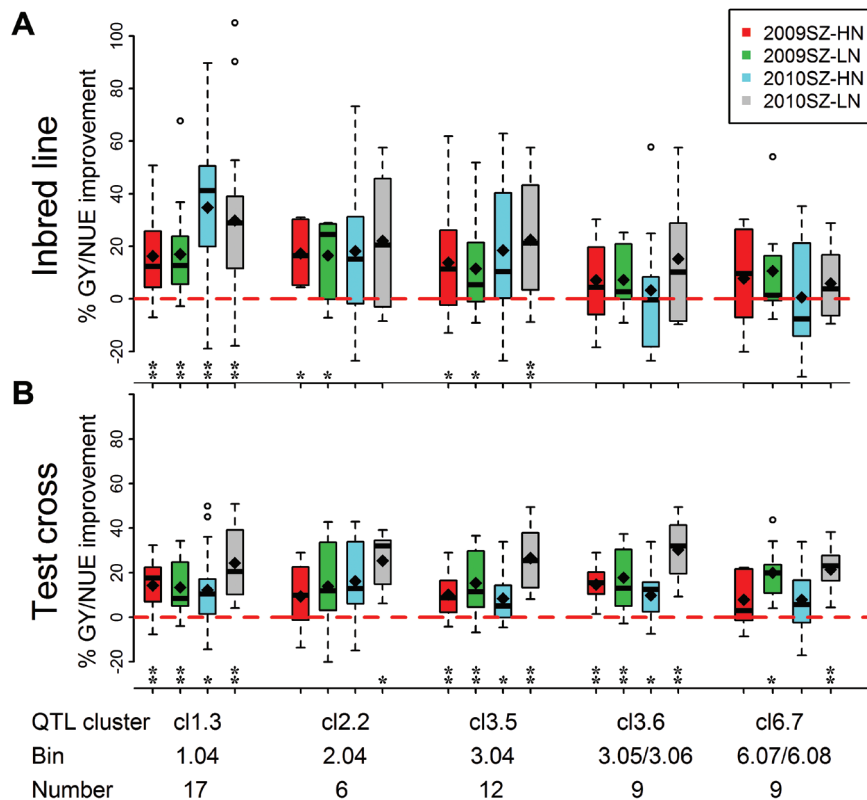 A
2009SZ-HN
2009SZ-LN
2010SZ-HN
2010SZ-LN
Inbred line
% GY/NUE improvement
100
80
60
40
20
0
-20
** ** ** ** * * * * **
B
Test cross
% GY/NUE improvement
80
60
40
20
0
-20
** ** * ** * ** ** * ** ** ** * ** * **
QTL cluster cl1.3 cl2.2 cl3.5 cl3.6 cl6.7
Bin 1.04 2.04 3.04 3.05/3.06 6.07/6.08
Number 17 6 12 9 9